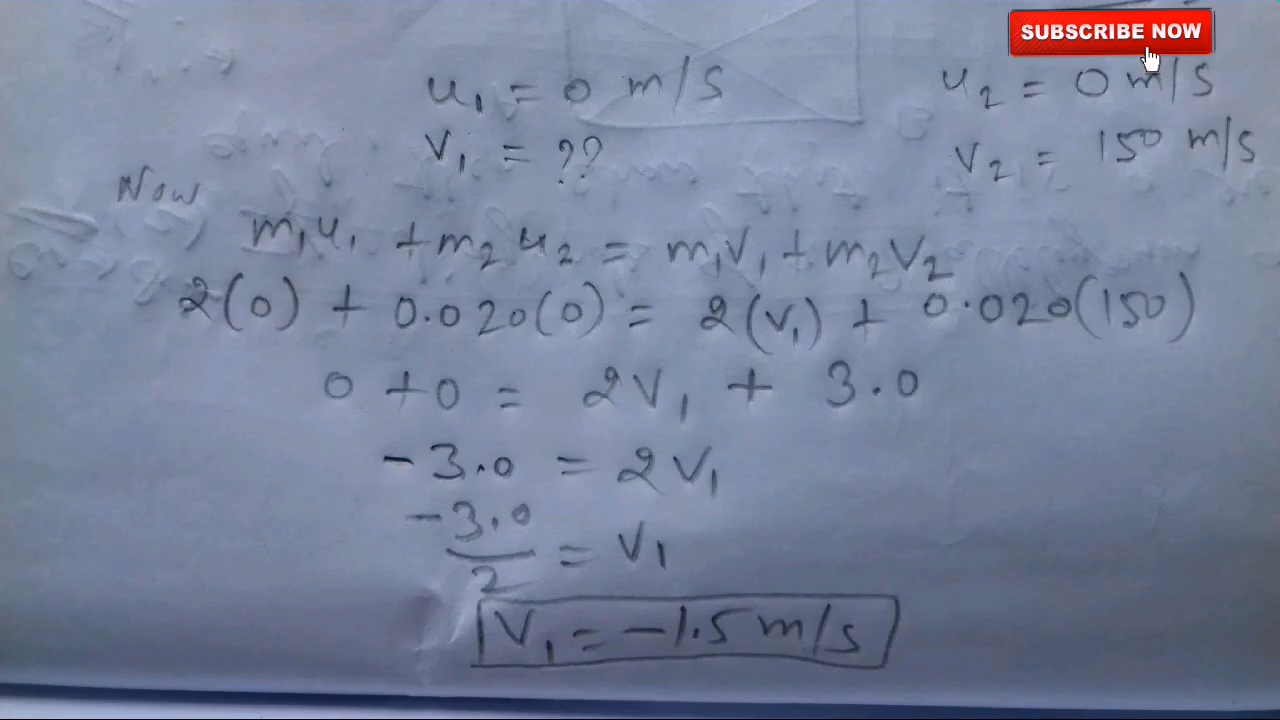 SUBSCRIBE NOW
u₁ = 0 m/s u₂ = 0 m/s
v₁ = ?? v₂ = 150 m/s
Now
m₁u₁ + m₂u₂ = m₁v₁ + m₂v₂
2(0) + 0.020(0) = 2(v₁) + 0.020(150)
0 + 0 = 2v₁ + 3.0
-3.0 = 2v₁
-3.0/2 = v₁
v₁ = -1.5 m/s